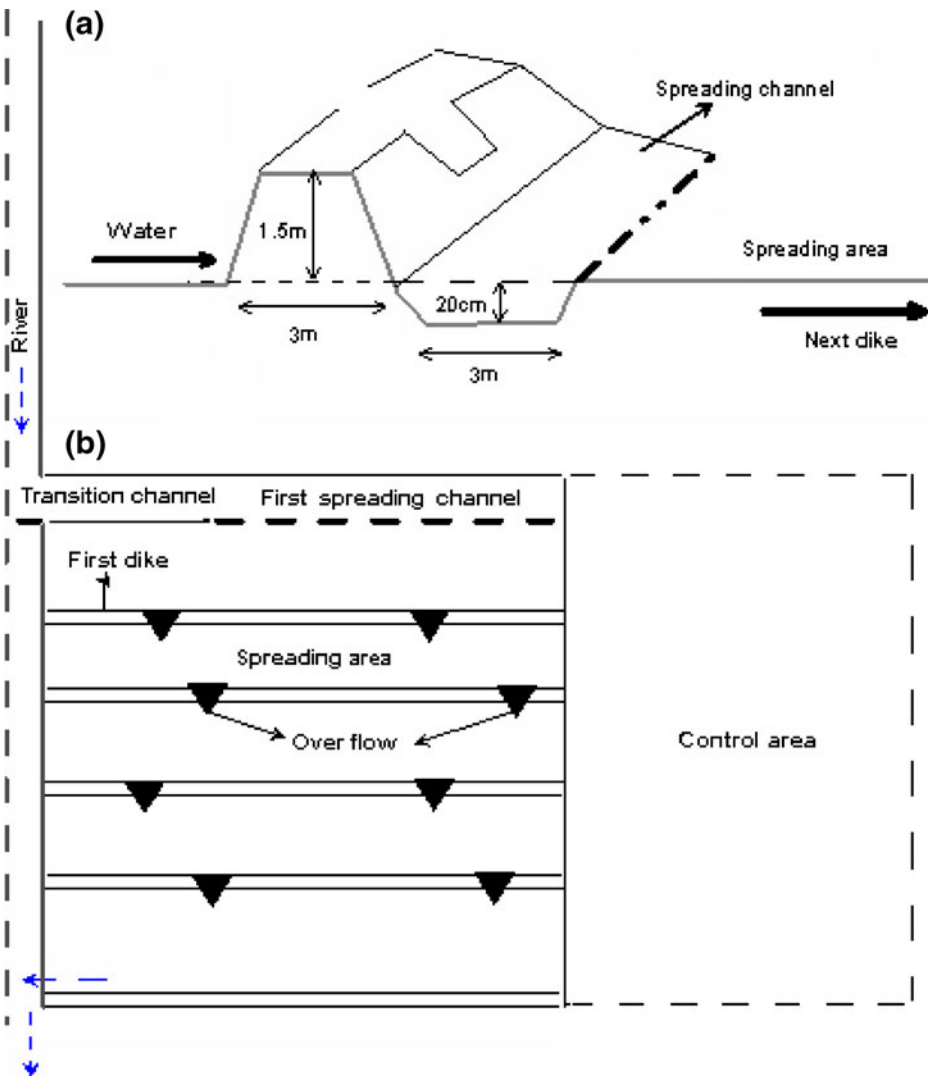 (a)
Spreading channel
1.5m
Water
Spreading area
20cm
River
3m
Next dike
3m
(b)
Transition channel
First spreading channel
First dike
Spreading area
Over flow
Control area